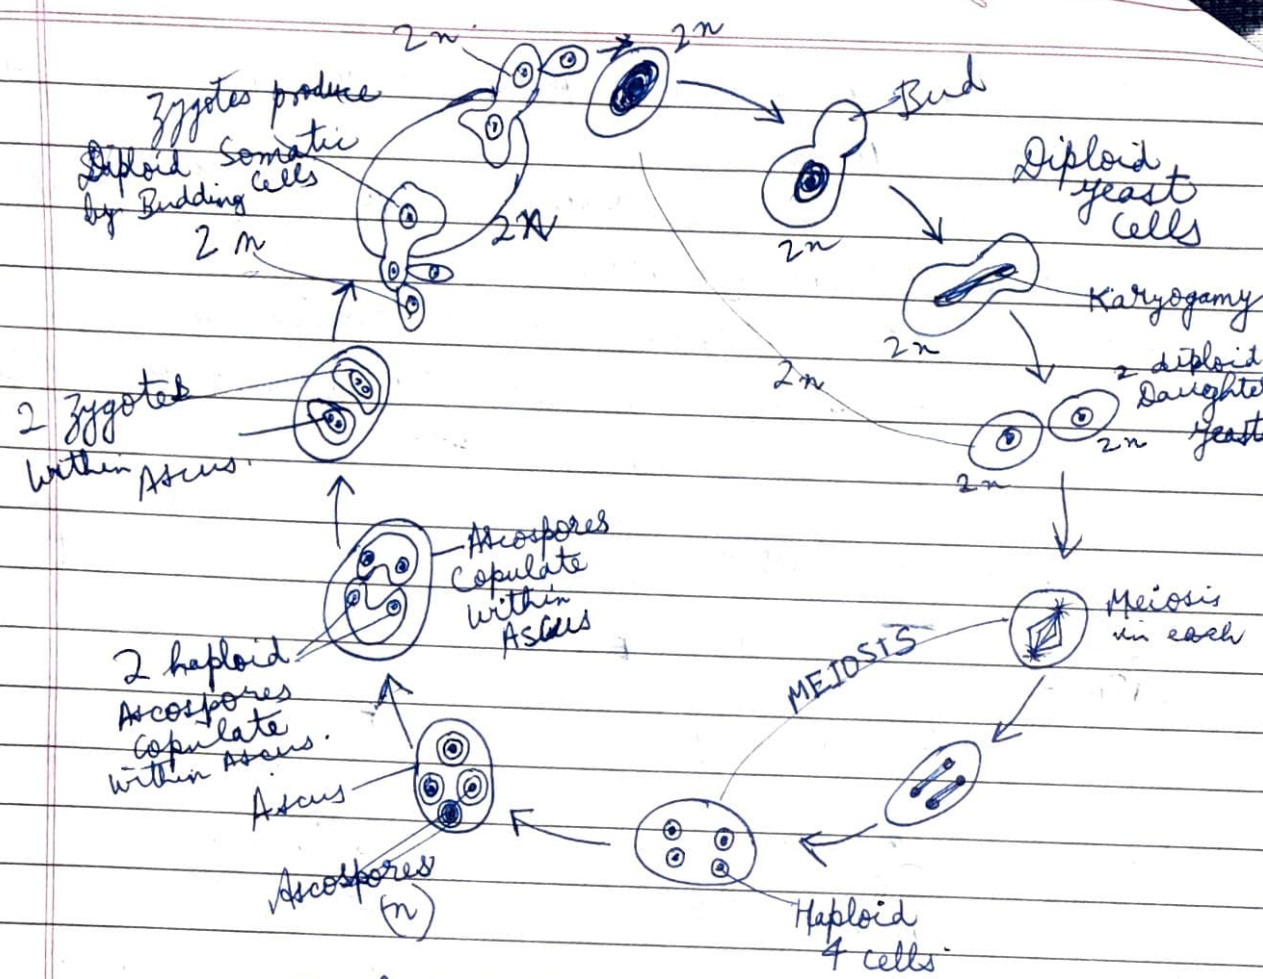 2n
2n
Bud
Zygotes produce
Diploid Somatic
Cells
by Budding
2n
2N
2n
Diploid
yeast
Cells
Karyogamy
2n
2 diploid
Daughte
yeast
2n
2n
2n
2 Zygotes
within Ascus.
Ascospores
Copulate
within
Ascus
Meiosis
in each
MEIOSIS
2 haploid
Ascospores
Copulate
within Ascus.
Ascus
Ascospores
(n)
Haploid
4 cells.